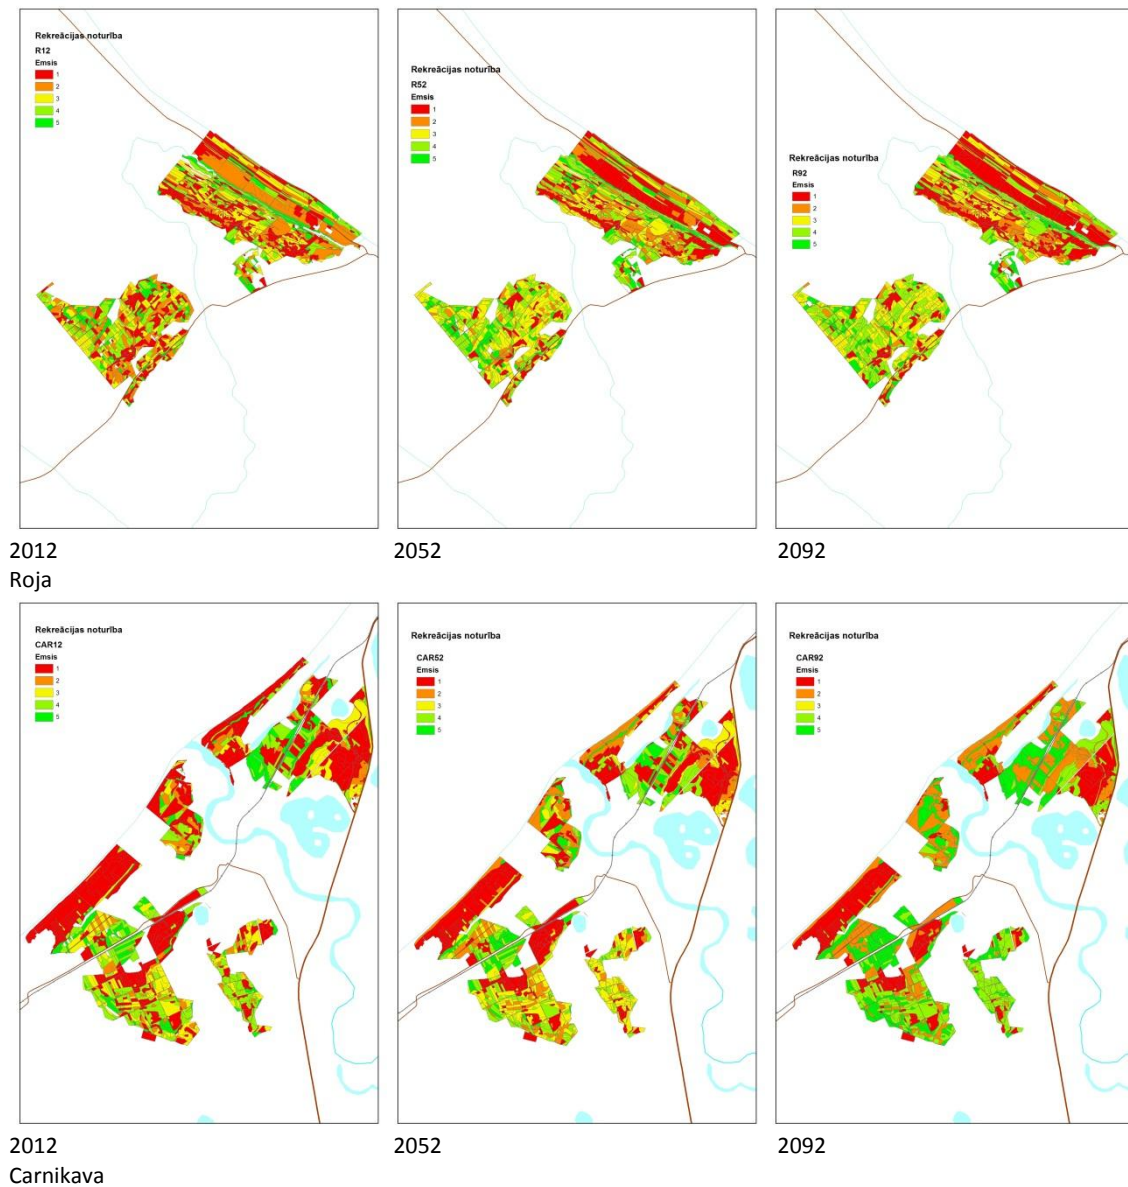 Rekreācijas noturība
R12
Emsis
1
2
3
4
5
Rekreācijas noturība
R52
Emsis
1
2
3
4
5
Rekreācijas noturība
R92
Emsis
1
2
3
4
5
2012
2052
2092
Roja
Rekreācijas noturība
CAR12
Emsis
1
2
3
4
5
Rekreācijas noturība
CAR52
Emsis
1
2
3
4
5
Rekreācijas noturība
CAR92
Emsis
1
2
3
4
5
2012
2052
2092
Carnikava